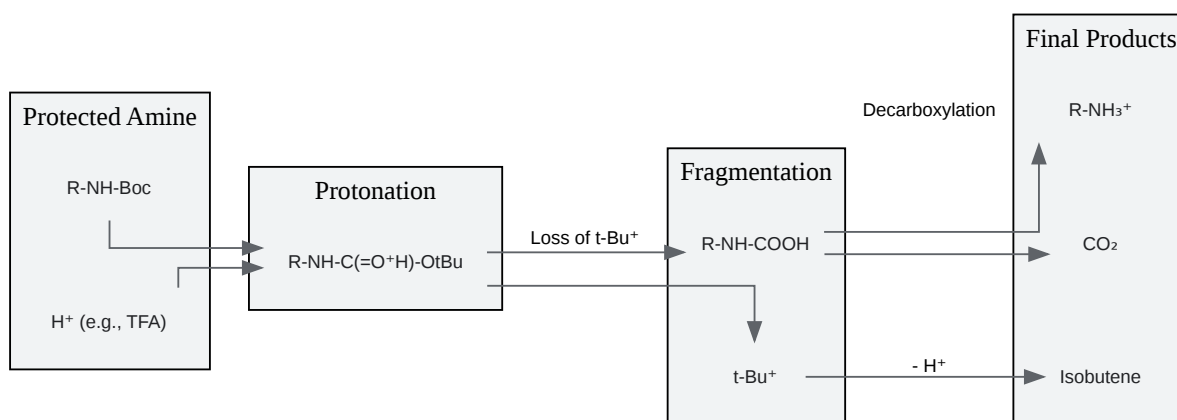 Protected Amine
R-NH-Boc
H⁺ (e.g., TFA)
Protonation
R-NH-C(=O⁺H)-OtBu
Loss of t-Bu⁺
Fragmentation
R-NH-COOH
t-Bu⁺
Decarboxylation
- H⁺
Final Products
R-NH₃⁺
CO₂
Isobutene